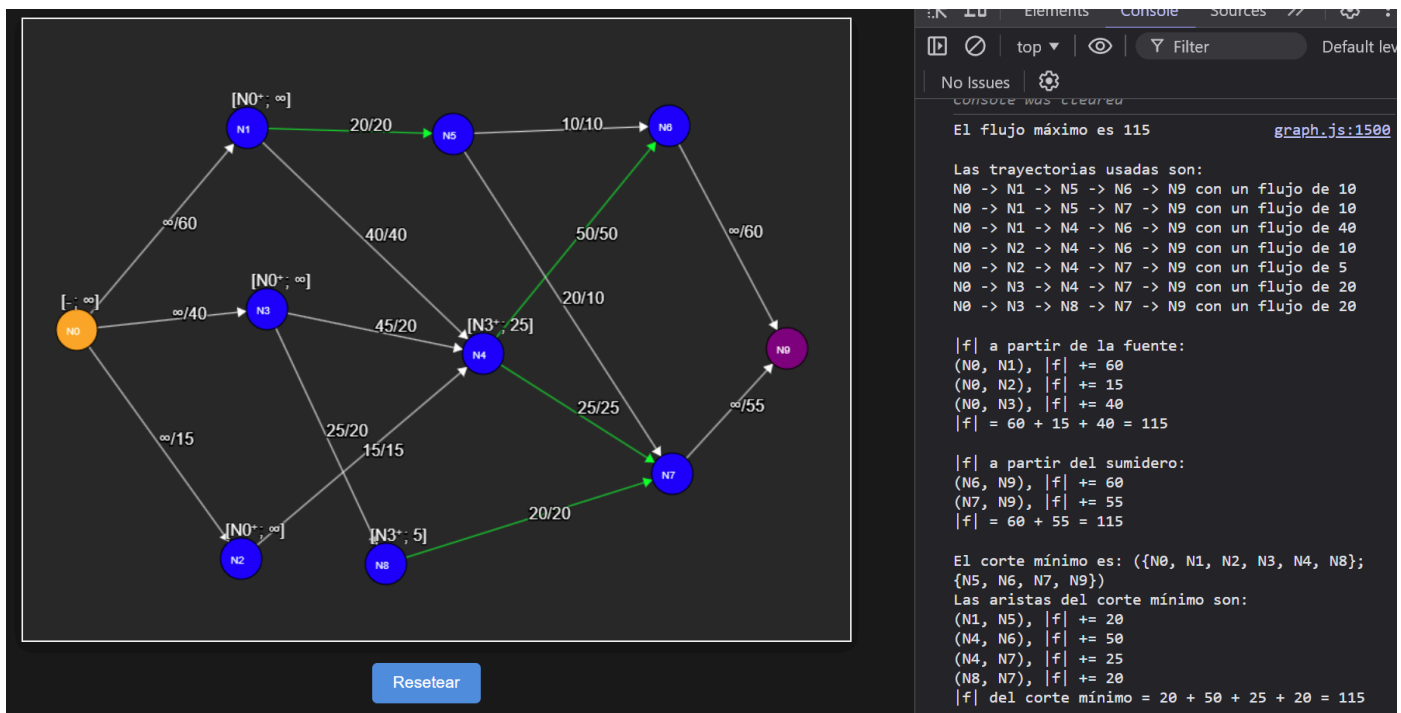 [N0⁺; ∞]
N1
20/20
N5
10/10
N6
∞/60
40/40
50/50
∞/60
[N0⁺; ∞]
[-; ∞]
N0
∞/40
N3
45/20
[N3⁺; 25]
20/10
N4
N9
25/20
15/15
25/25
∞/55
∞/15
N7
[N0⁺; ∞]
N2
[N3⁺; 5]
N8
20/20
Resetear
Elements Console Sources
top Filter Default lev
No Issues
Console was cleared
El flujo máximo es 115 graph.js:1500
Las trayectorias usadas son:
N0 -> N1 -> N5 -> N6 -> N9 con un flujo de 10
N0 -> N1 -> N5 -> N7 -> N9 con un flujo de 10
N0 -> N1 -> N4 -> N6 -> N9 con un flujo de 40
N0 -> N2 -> N4 -> N6 -> N9 con un flujo de 10
N0 -> N2 -> N4 -> N7 -> N9 con un flujo de 5
N0 -> N3 -> N4 -> N7 -> N9 con un flujo de 20
N0 -> N3 -> N8 -> N7 -> N9 con un flujo de 20
|f| a partir de la fuente:
(N0, N1), |f| += 60
(N0, N2), |f| += 15
(N0, N3), |f| += 40
|f| = 60 + 15 + 40 = 115
|f| a partir del sumidero:
(N6, N9), |f| += 60
(N7, N9), |f| += 55
|f| = 60 + 55 = 115
El corte mínimo es: ({N0, N1, N2, N3, N4, N8};
{N5, N6, N7, N9})
Las aristas del corte mínimo son:
(N1, N5), |f| += 20
(N4, N6), |f| += 50
(N4, N7), |f| += 25
(N8, N7), |f| += 20
|f| del corte mínimo = 20 + 50 + 25 + 20 = 115